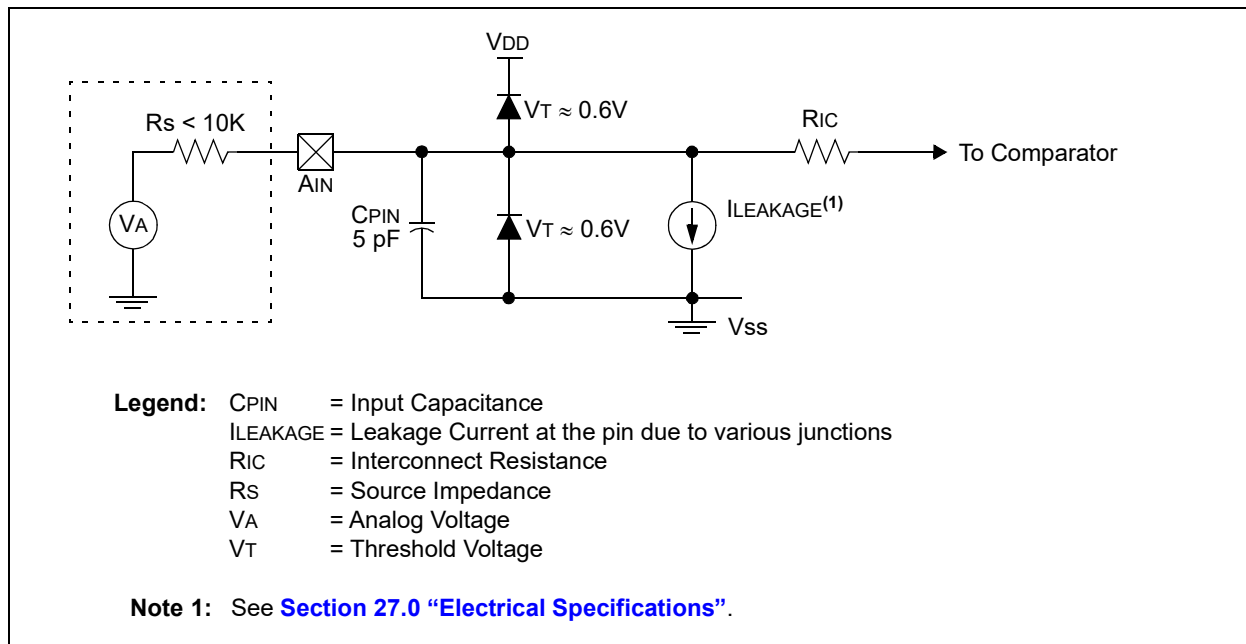 VDD
VT ≈ 0.6V
Rs < 10K
RIC
To Comparator
AIN
VA
CPIN
5 pF
VT ≈ 0.6V
ILEAKAGE(1)
Vss
Legend: CPIN = Input Capacitance
ILEAKAGE = Leakage Current at the pin due to various junctions
RIC = Interconnect Resistance
RS = Source Impedance
VA = Analog Voltage
VT = Threshold Voltage
Note 1: See Section 27.0 “Electrical Specifications”.